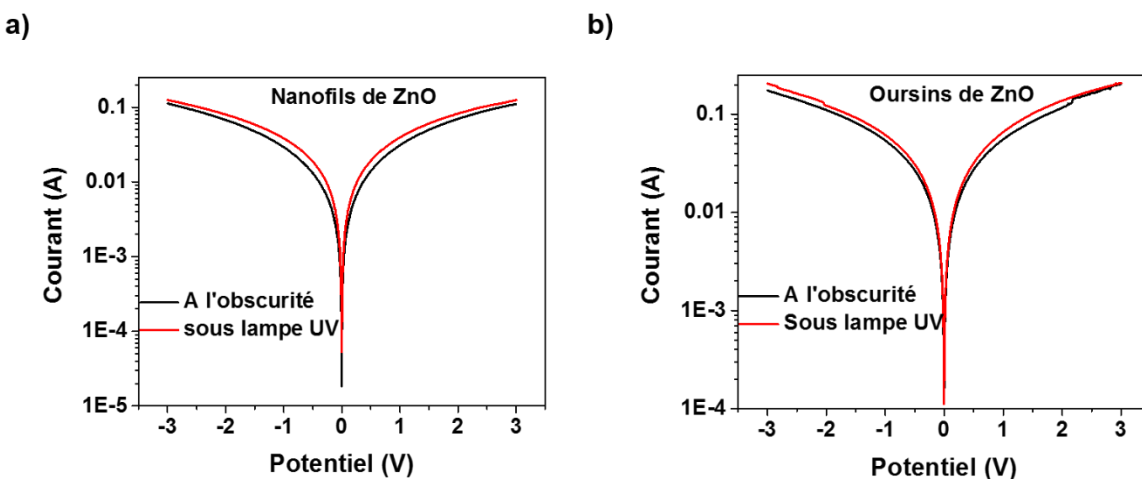 a)
Nanofils de ZnO
0.1
0.01
1E-3
1E-4
1E-5
Courant (A)
A l'obscurité
sous lampe UV
-3 -2 -1 0 1 2 3
Potentiel (V)
b)
Oursins de ZnO
0.1
0.01
1E-3
1E-4
Courant (A)
A l'obscurité
Sous lampe UV
-3 -2 -1 0 1 2 3
Potentiel (V)